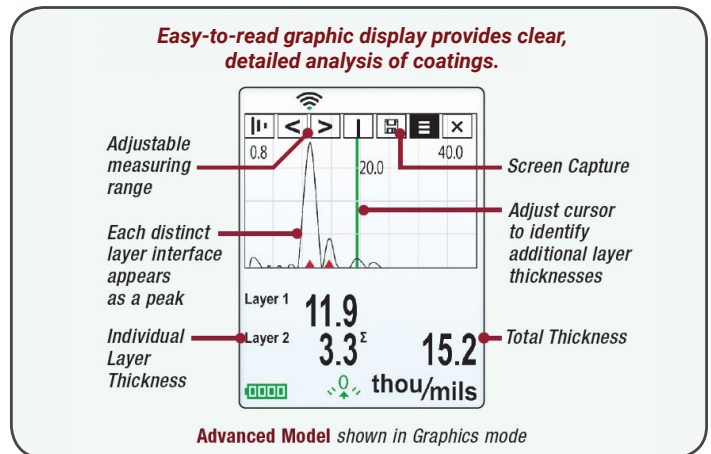 Easy-to-read graphic display provides clear,
detailed analysis of coatings.
< > | ×
0.8
20.0
40.0
Adjustable
measuring
range
Screen Capture
Each distinct
layer interface
appears
as a peak
Adjust cursor
to identify
additional layer
thicknesses
Layer 1
11.9
Layer 2
3.3Σ
15.2
Individual
Layer
Thickness
Total Thickness
thou/mils
Advanced Model shown in Graphics mode